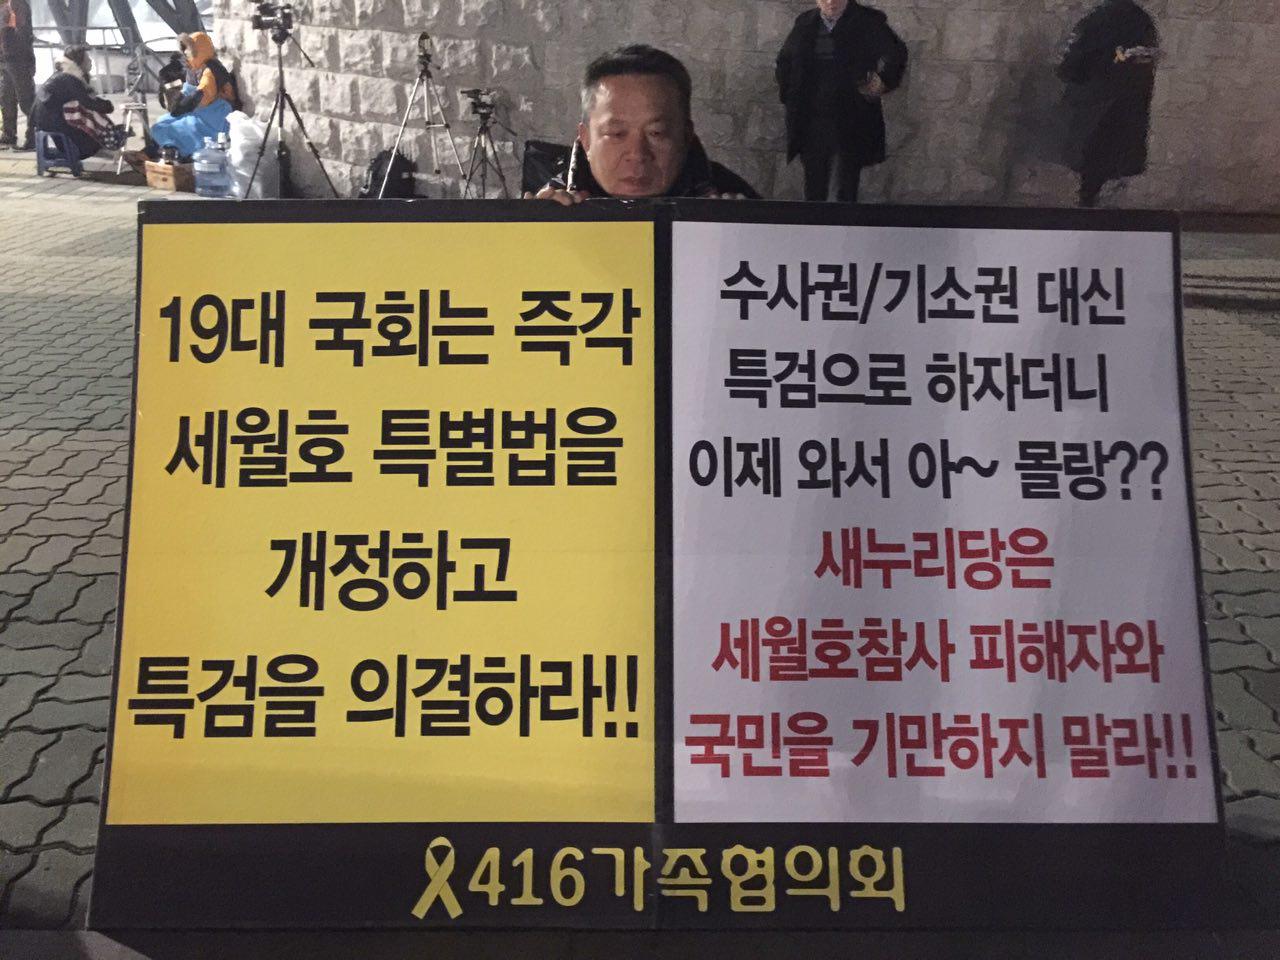 19대 국회는 즉각
세월호 특별법을
개정하고
특검을 의결하라!!
수사권/기소권 대신
특검으로 하자더니
이제 와서 아~ 몰랑??
새누리당은
세월호참사 피해자와
국민을 기만하지 말라!!
416가족협의회